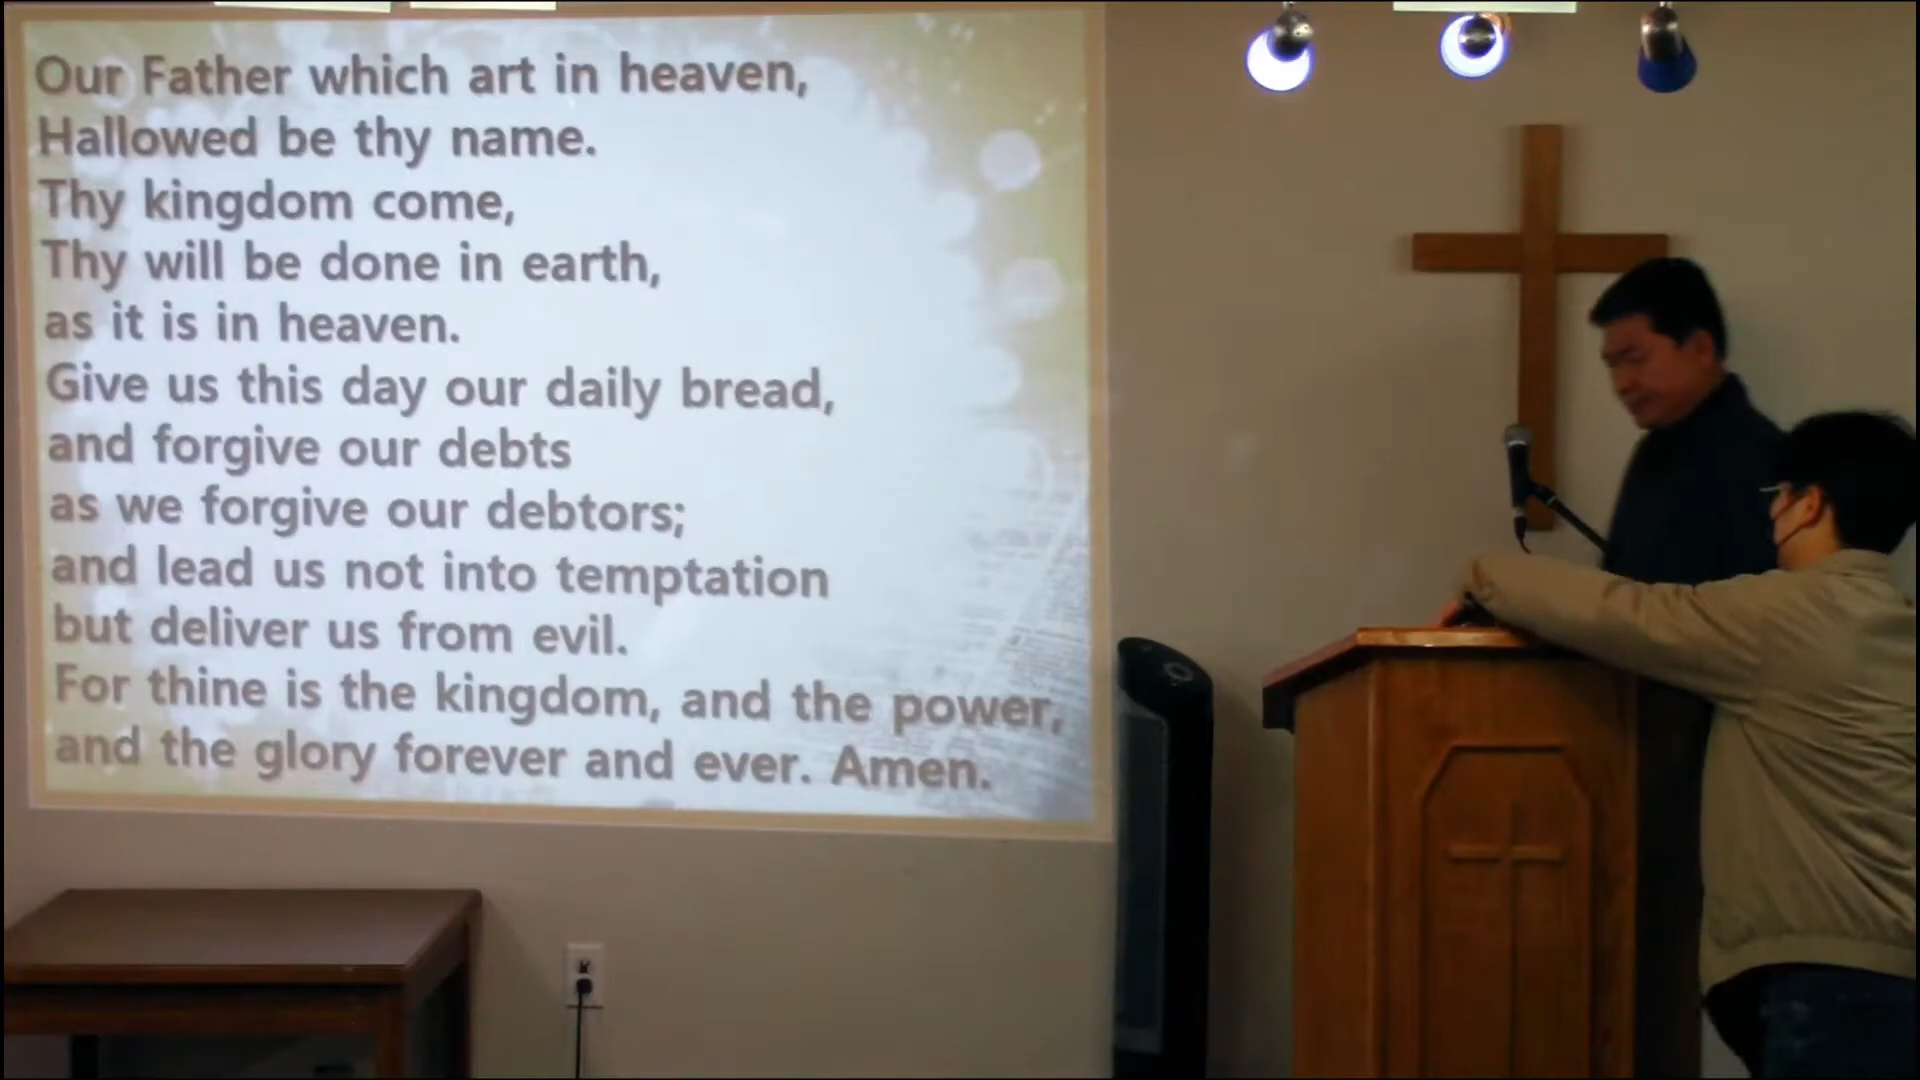 Our Father which art in heaven,
Hallowed be thy name.
Thy kingdom come,
Thy will be done in earth,
as it is in heaven.
Give us this day our daily bread,
and forgive our debts
as we forgive our debtors;
and lead us not into temptation
but deliver us from evil.
For thine is the kingdom, and the power,
and the glory forever and ever. Amen.